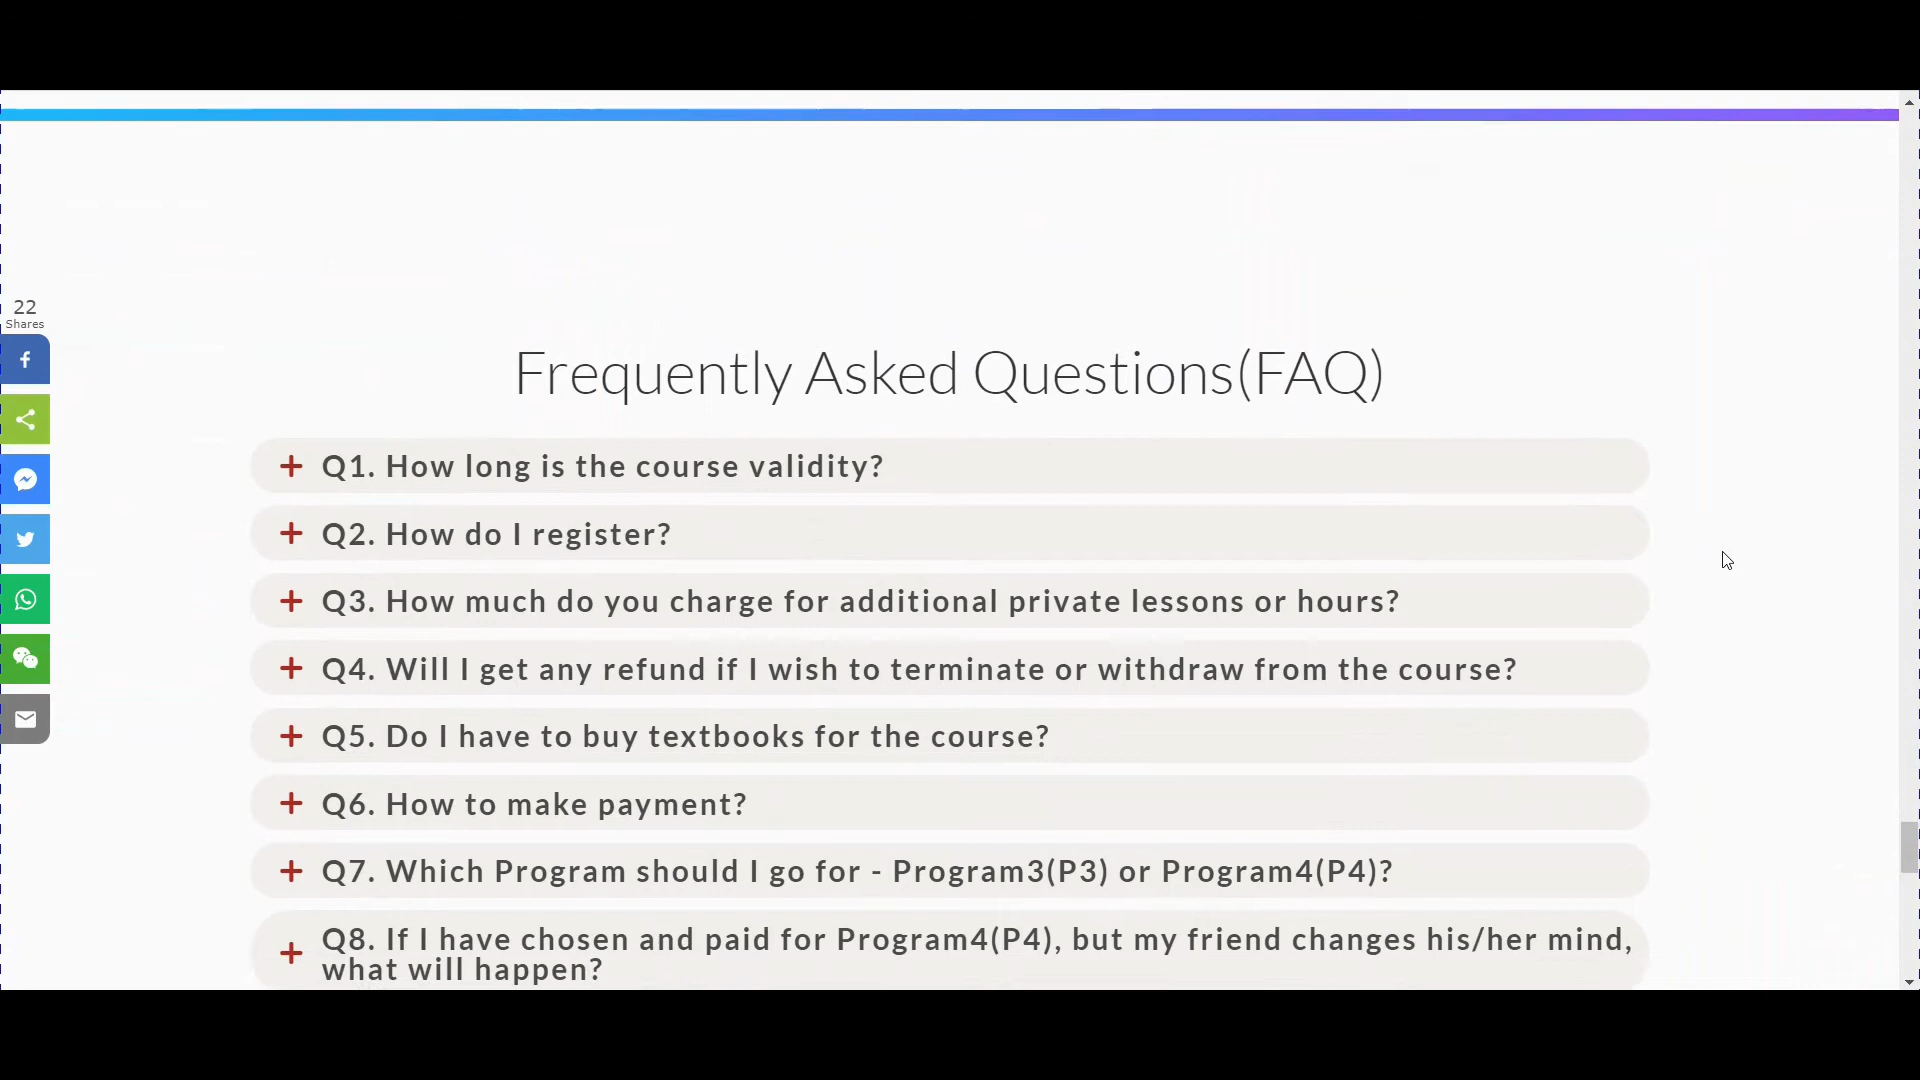 22
Shares
Frequently Asked Questions(FAQ)
+ Q1. How long is the course validity?
+ Q2. How do I register?
+ Q3. How much do you charge for additional private lessons or hours?
+ Q4. Will I get any refund if I wish to terminate or withdraw from the course?
+ Q5. Do I have to buy textbooks for the course?
+ Q6. How to make payment?
+ Q7. Which Program should I go for - Program3(P3) or Program4(P4)?
+ Q8. If I have chosen and paid for Program4(P4), but my friend changes his/her mind,
what will happen?